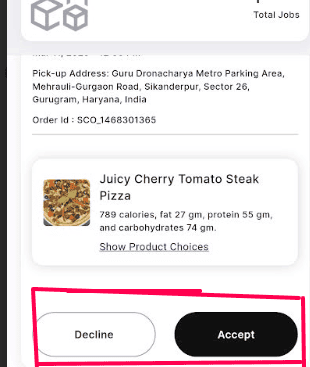 Total Jobs
Pick-up Address: Guru Dronacharya Metro Parking Area,
Mehrauli-Gurgaon Road, Sikanderpur, Sector 26,
Gurugram, Haryana, India
Order Id : SCO_1468301365
Juicy Cherry Tomato Steak
Pizza
789 calories, fat 27 gm, protein 55 gm,
and carbohydrates 74 gm.
Show Product Choices
Decline
Accept